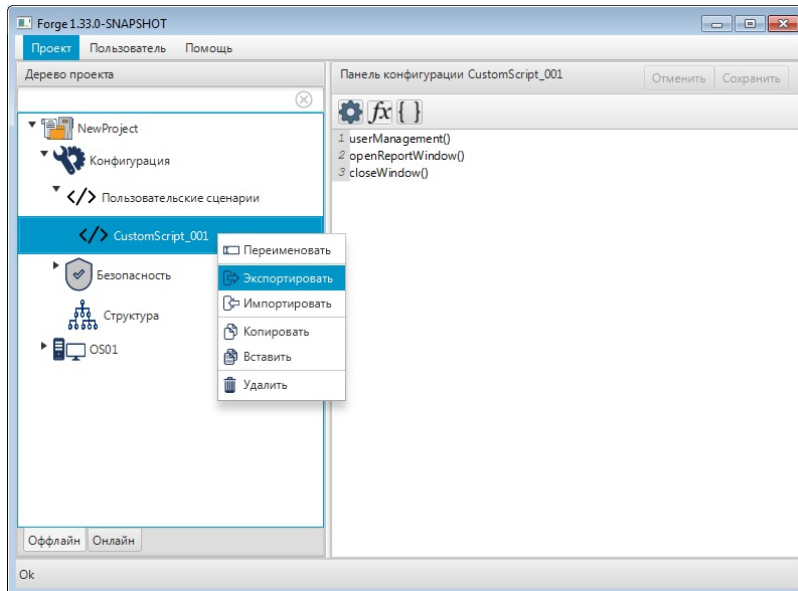 Forge 1.33.0-SNAPSHOT
Проект Пользователь Помощь
Дерево проекта
Панель конфигурации CustomScript_001
Отменить Сохранить
NewProject
Конфигурация
Пользовательские сценарии
CustomScript_001
Безопасность
Структура
OS01
fx { }
1 userManagement()
2 openReportWindow()
3 closeWindow()
Переименовать
Экспортировать
Импортировать
Копировать
Вставить
Удалить
Оффлайн Онлайн
Ok